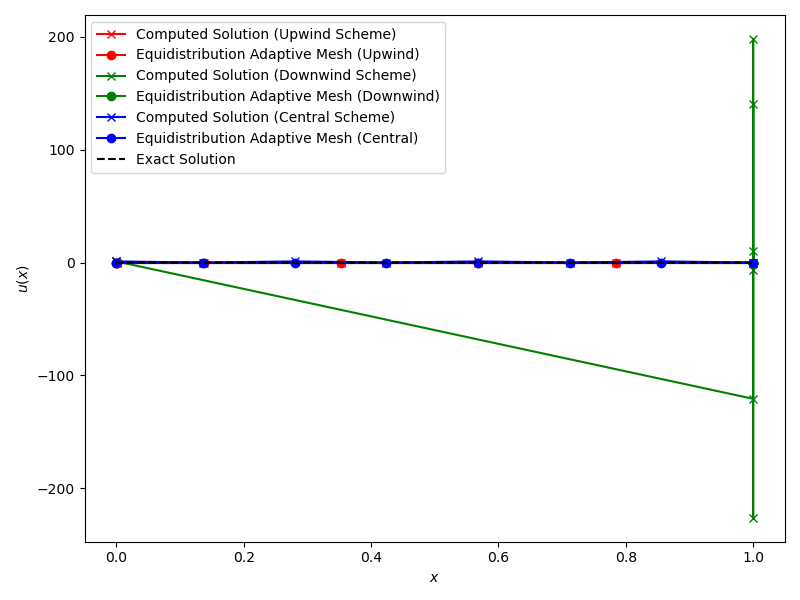 Computed Solution (Upwind Scheme)
Equidistribution Adaptive Mesh (Upwind)
Computed Solution (Downwind Scheme)
Equidistribution Adaptive Mesh (Downwind)
Computed Solution (Central Scheme)
Equidistribution Adaptive Mesh (Central)
Exact Solution
200
100
0
−100
−200
u(x)
0.0 0.2 0.4 0.6 0.8 1.0
x